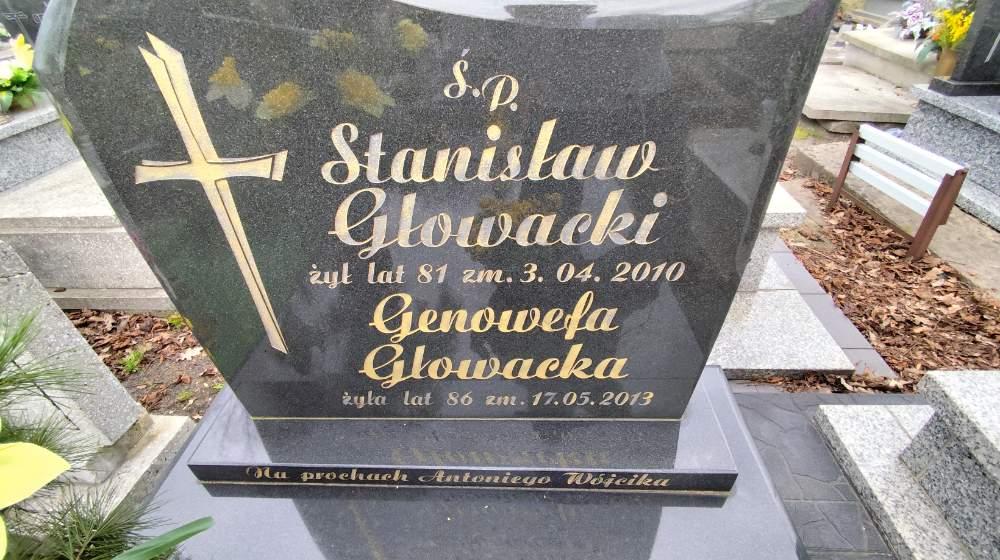 Ś.P.
Stanisław
Głowacki
żył lat 81 zm. 3. 04. 2010
Genowefa
Głowacka
żyła lat 86 zm. 17.05.2013
Na prochach Antoniego Wójcika